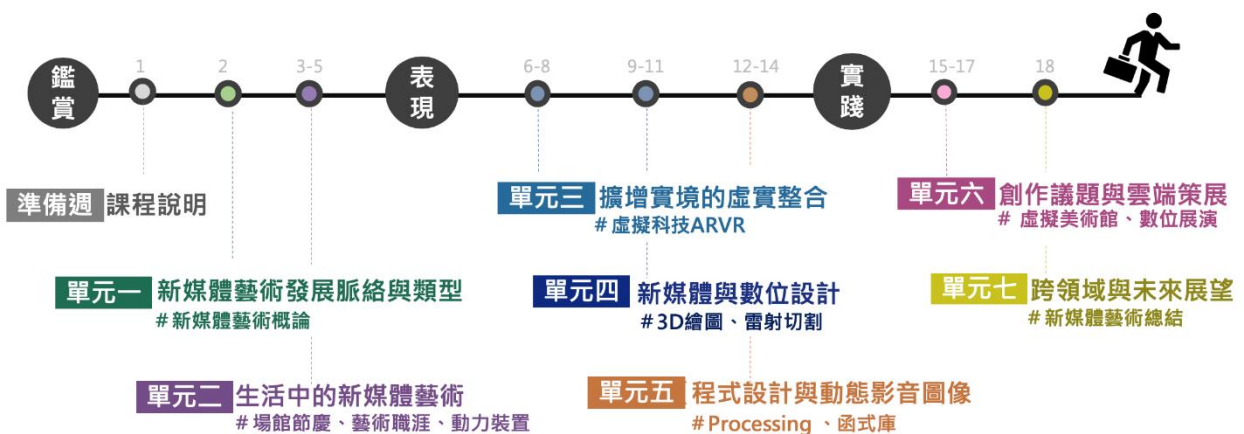 鑑賞
1
2
3-5
表現
6-8
9-11
12-14
實踐
15-17
18
準備週 課程說明
單元一 新媒體藝術發展脈絡與類型
#新媒體藝術概論
單元二 生活中的新媒體藝術
#場館節慶、藝術職涯、動力裝置
單元三 擴增實境的虛實整合
#虛擬科技ARVR
單元四 新媒體與數位設計
#3D繪圖、雷射切割
單元五 程式設計與動態影音圖像
#Processing 、函式庫
單元六 創作議題與雲端策展
# 虛擬美術館、數位展演
單元七 跨領域與未來展望
#新媒體藝術總結